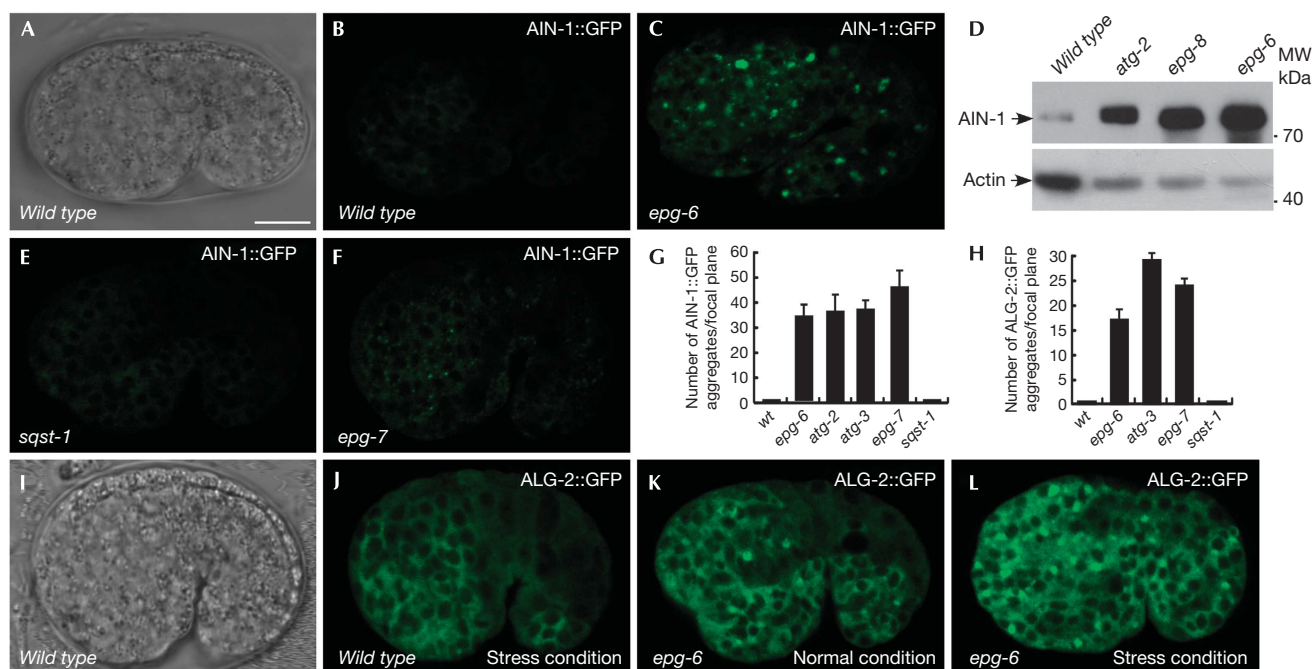 A
Wild type
B
AIN-1::GFP
Wild type
C
AIN-1::GFP
epg-6
D
Wild type
atg-2
epg-8
epg-6
MW
kDa
AIN-1
70
Actin
40
E
AIN-1::GFP
sqst-1
F
AIN-1::GFP
epg-7
G
Number of AIN-1::GFP
aggregates/focal plane
60
50
40
30
20
10
0
wt
epg-6
atg-2
atg-3
epg-7
sqst-1
H
Number of ALG-2::GFP
aggregates/focal plane
30
25
20
15
10
5
0
wt
epg-6
atg-3
epg-7
sqst-1
I
Wild type
J
ALG-2::GFP
Wild type Stress condition
K
ALG-2::GFP
epg-6 Normal condition
L
ALG-2::GFP
epg-6 Stress condition